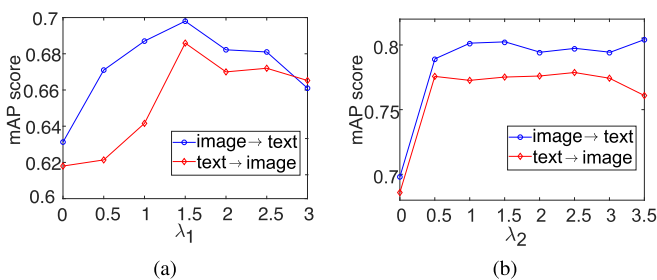 0.7
0.68
0.66
0.64
0.62
0.6
mAP score
image→ text
text→ image
0 0.5 1 1.5 2 2.5 3
λ1
(a)
0.8
0.75
0.7
mAP score
image→ text
text→ image
0 0.5 1 1.5 2 2.5 3 3.5
λ2
(b)